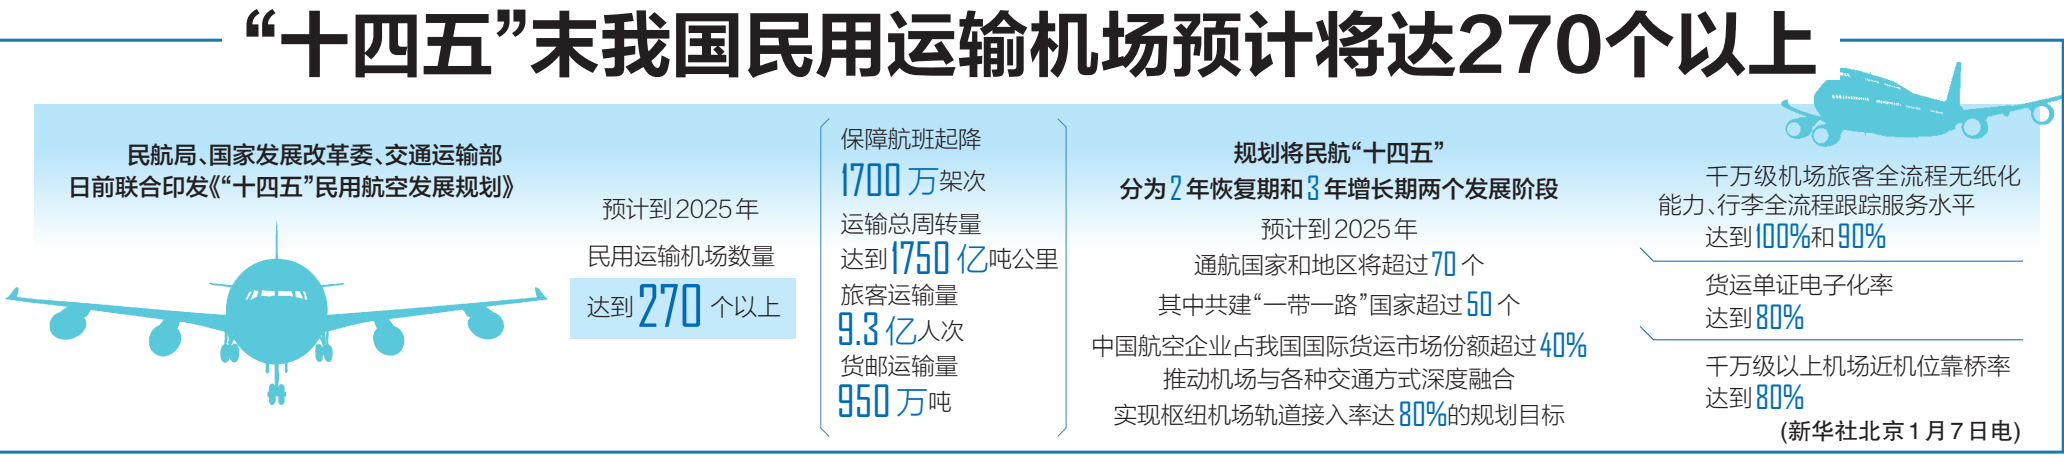 “十四五”末我国民用运输机场预计将达270个以上
民航局、国家发展改革委、交通运输部
日前联合印发《“十四五”民用航空发展规划》
预计到2025年
民用运输机场数量
达到270个以上
保障航班起降
1700万架次
运输总周转量
达到1750亿吨公里
旅客运输量
9.3亿人次
货邮运输量
950万吨
规划将民航“十四五”
分为2年恢复期和3年增长期两个发展阶段
预计到2025年
通航国家和地区将超过70个
其中共建“一带一路”国家超过50个
中国航空企业占我国国际货运市场份额超过40%
推动机场与各种交通方式深度融合
实现枢纽机场轨道接入率达80%的规划目标
千万级机场旅客全流程无纸化
能力、行李全流程跟踪服务水平
达到100%和90%
货运单证电子化率
达到80%
千万级以上机场近机位靠桥率
达到80%
(新华社北京1月7日电)